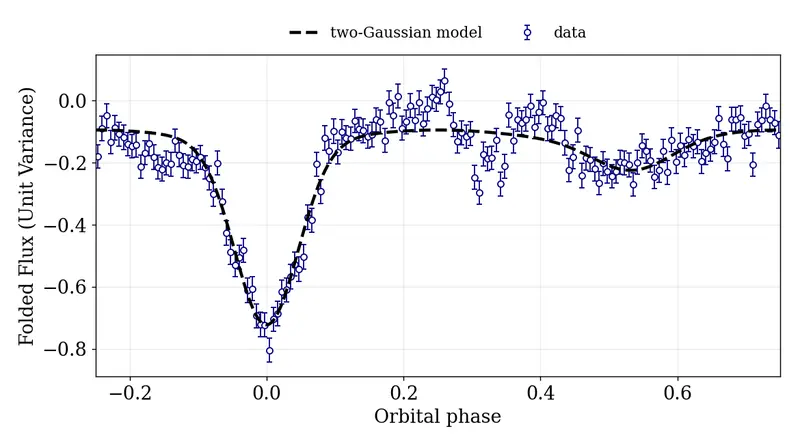 two-Gaussian model
data
Folded Flux (Unit Variance)
0.0
−0.2
−0.4
−0.6
−0.8
−0.2
0.0
0.2
0.4
0.6
Orbital phase